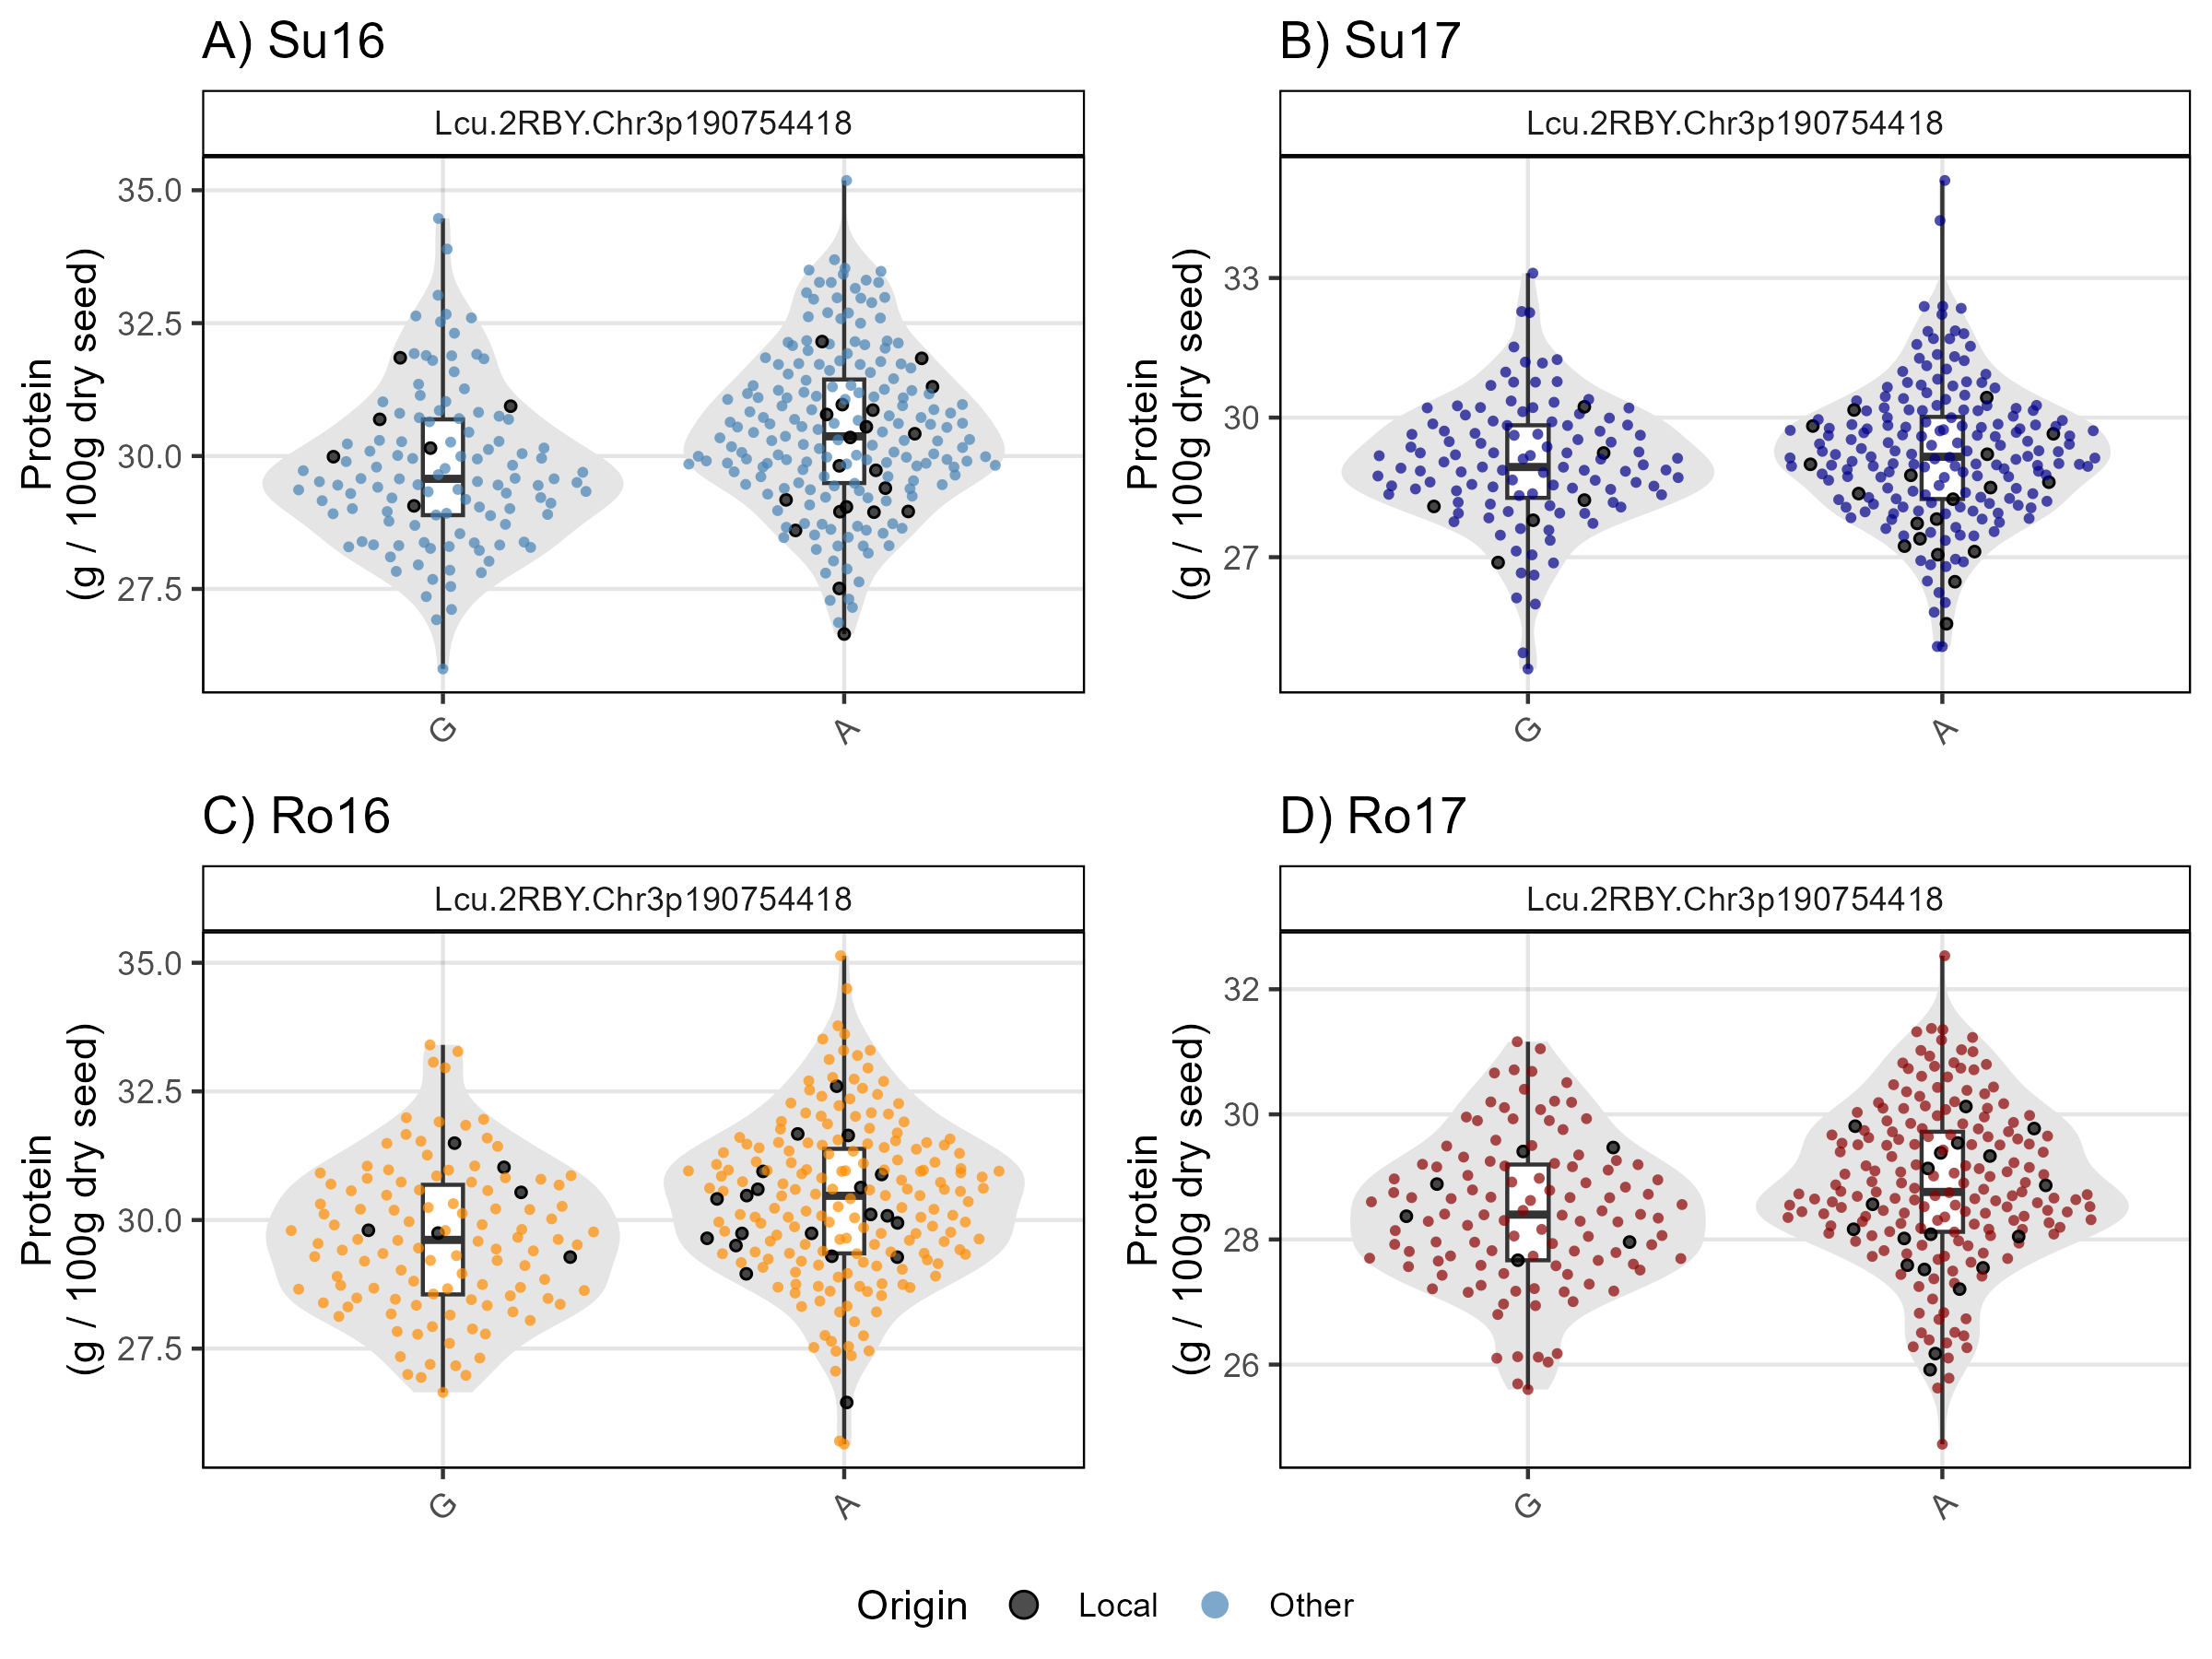 A) Su16
Lcu.2RBY.Chr3p190754418
Protein
(g / 100g dry seed)
35.0
32.5
30.0
27.5
G
A
B) Su17
Lcu.2RBY.Chr3p190754418
Protein
(g / 100g dry seed)
33
30
27
G
A
C) Ro16
Lcu.2RBY.Chr3p190754418
Protein
(g / 100g dry seed)
35.0
32.5
30.0
27.5
G
A
D) Ro17
Lcu.2RBY.Chr3p190754418
Protein
(g / 100g dry seed)
32
30
28
26
G
A
Origin Local Other